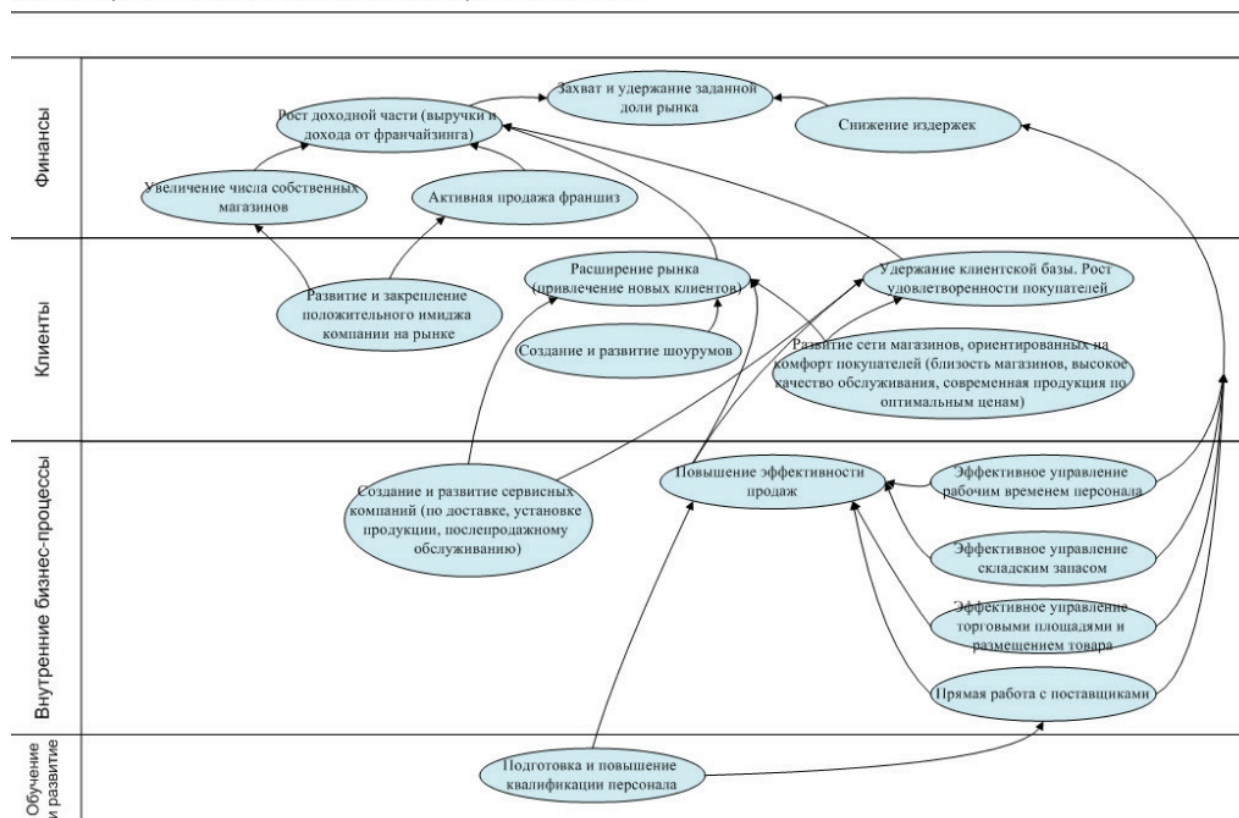 Финансы
Захват и удержание заданной
доли рынка
Рост доходной части (выручки и
дохода от франчайзинга)
Снижение издержек
Увеличение числа собственных
магазинов
Активная продажа франшиз
Клиенты
Расширение рынка
(привлечение новых клиентов)
Удержание клиентской базы. Рост
удовлетворенности покупателей
Развитие и закрепление
положительного имиджа
компании на рынке
Создание и развитие шоурумов
Развитие сети магазинов, ориентированных на
комфорт покупателей (близость магазинов, высокое
качество обслуживания, современная продукция по
оптимальным ценам)
Внутренние бизнес-процессы
Повышение эффективности
продаж
Эффективное управление
рабочим временем персонала
Создание и развитие сервисных
компаний (по доставке, установке
продукции, послепродажному
обслуживанию)
Эффективное управление
складским запасом
Эффективное управление
торговыми площадями и
размещением товара
Прямая работа с поставщиками
Обучение
и развитие
Подготовка и повышение
квалификации персонала